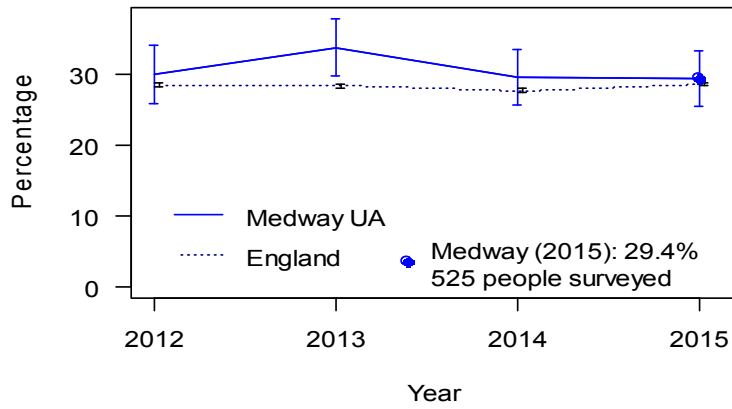 Percentage
30
20
10
0
Medway UA
England
Medway (2015): 29.4%
525 people surveyed
2012
2013
2014
2015
Year